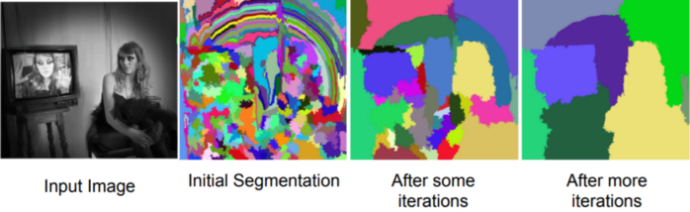 Input Image
Initial Segmentation
After some
iterations
After more
iterations